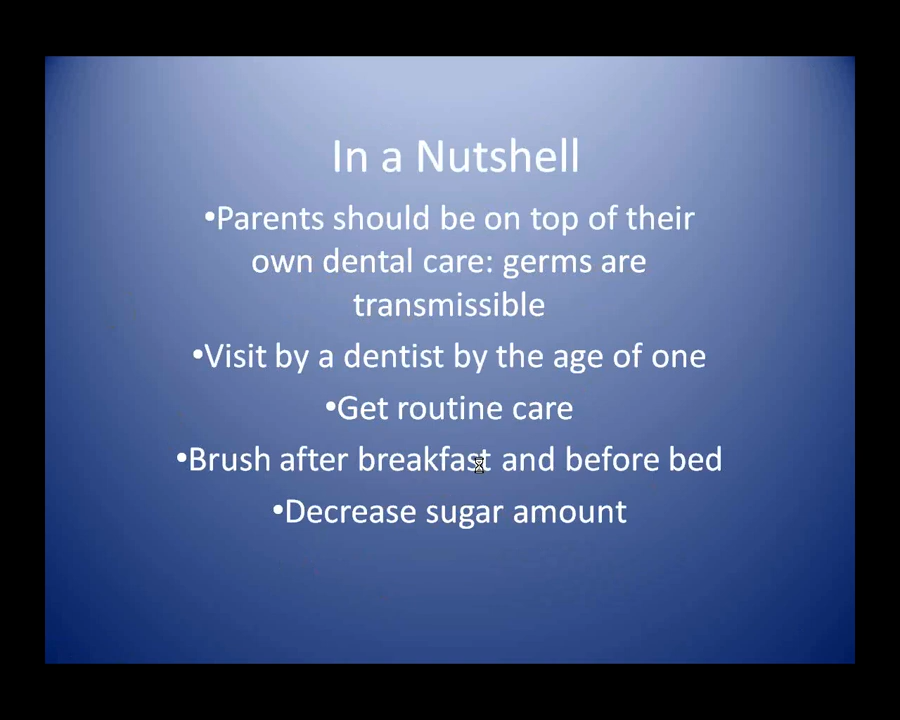 In a Nutshell
•Parents should be on top of their
own dental care: germs are
transmissible
•Visit by a dentist by the age of one
•Get routine care
•Brush after breakfast and before bed
•Decrease sugar amount